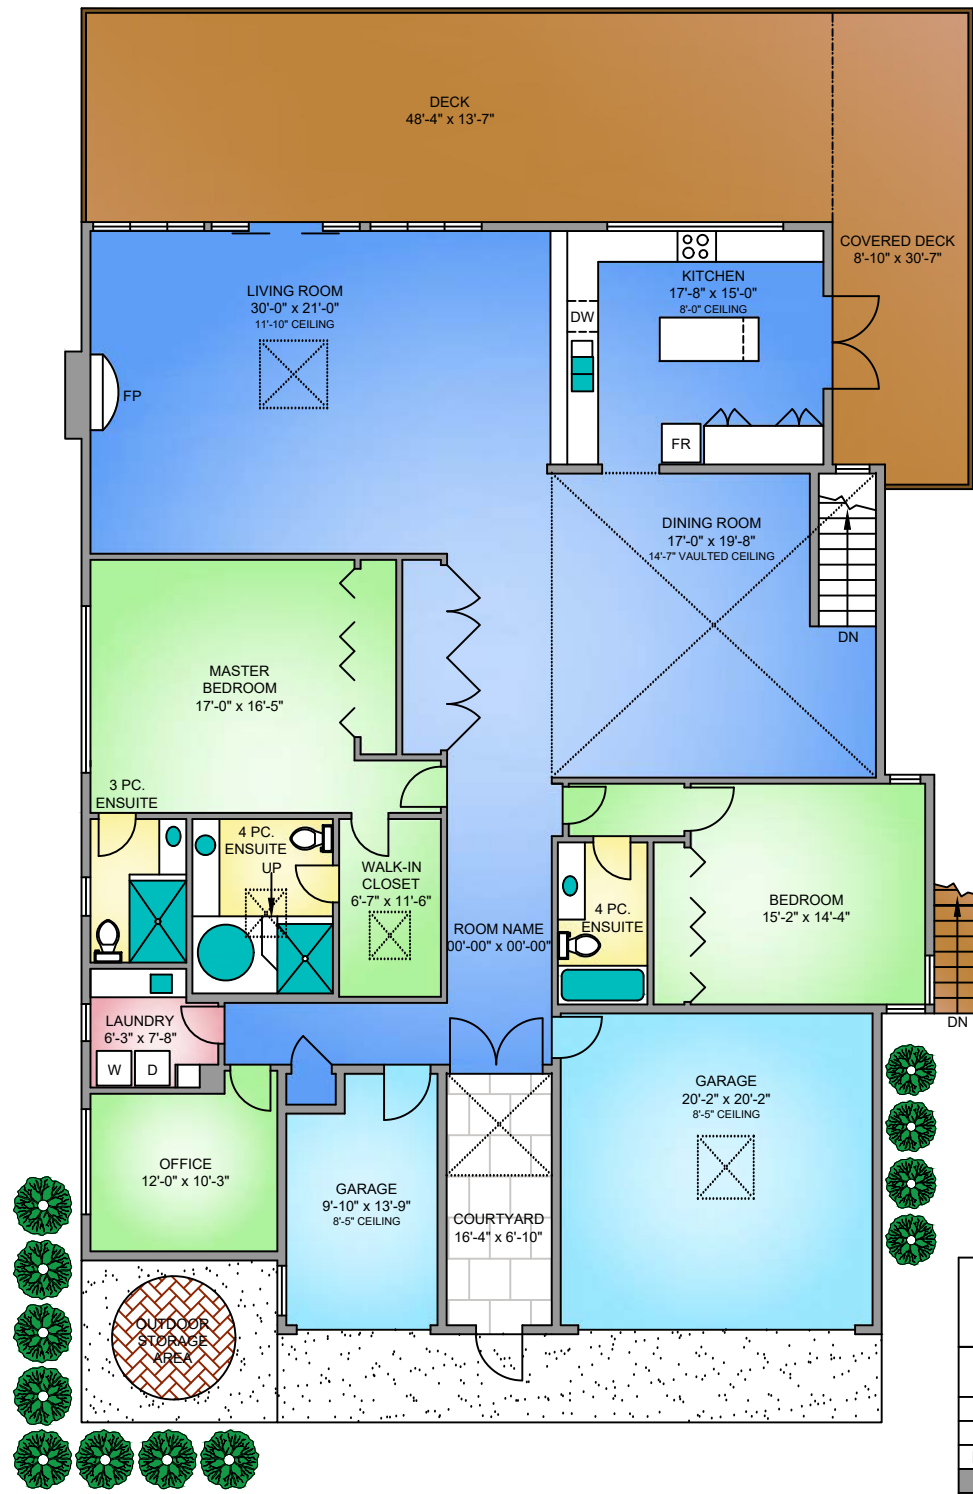 DECK
48'-4" x 13'-7"
COVERED DECK
8'-10" x 30'-7"
LIVING ROOM
30'-0" x 21'-0"
11'-10" CEILING
KITCHEN
17'-8" x 15'-0"
8'-0" CEILING
DW
FP
FR
DINING ROOM
17'-0" x 19'-8"
14'-7" VAULTED CEILING
DN
MASTER
BEDROOM
17'-0" x 16'-5"
3 PC.
ENSUITE
4 PC.
ENSUITE
UP
WALK-IN
CLOSET
6'-7" x 11'-6"
ROOM NAME
00'-00" x 00'-00"
4 PC.
ENSUITE
BEDROOM
15'-2" x 14'-4"
DN
LAUNDRY
6'-3" x 7'-8"
W
D
GARAGE
20'-2" x 20'-2"
8'-5" CEILING
OFFICE
12'-0" x 10'-3"
GARAGE
9'-10" x 13'-9"
8'-5" CEILING
COURTYARD
16'-4" x 6'-10"
OUTDOOR
STORAGE
AREA